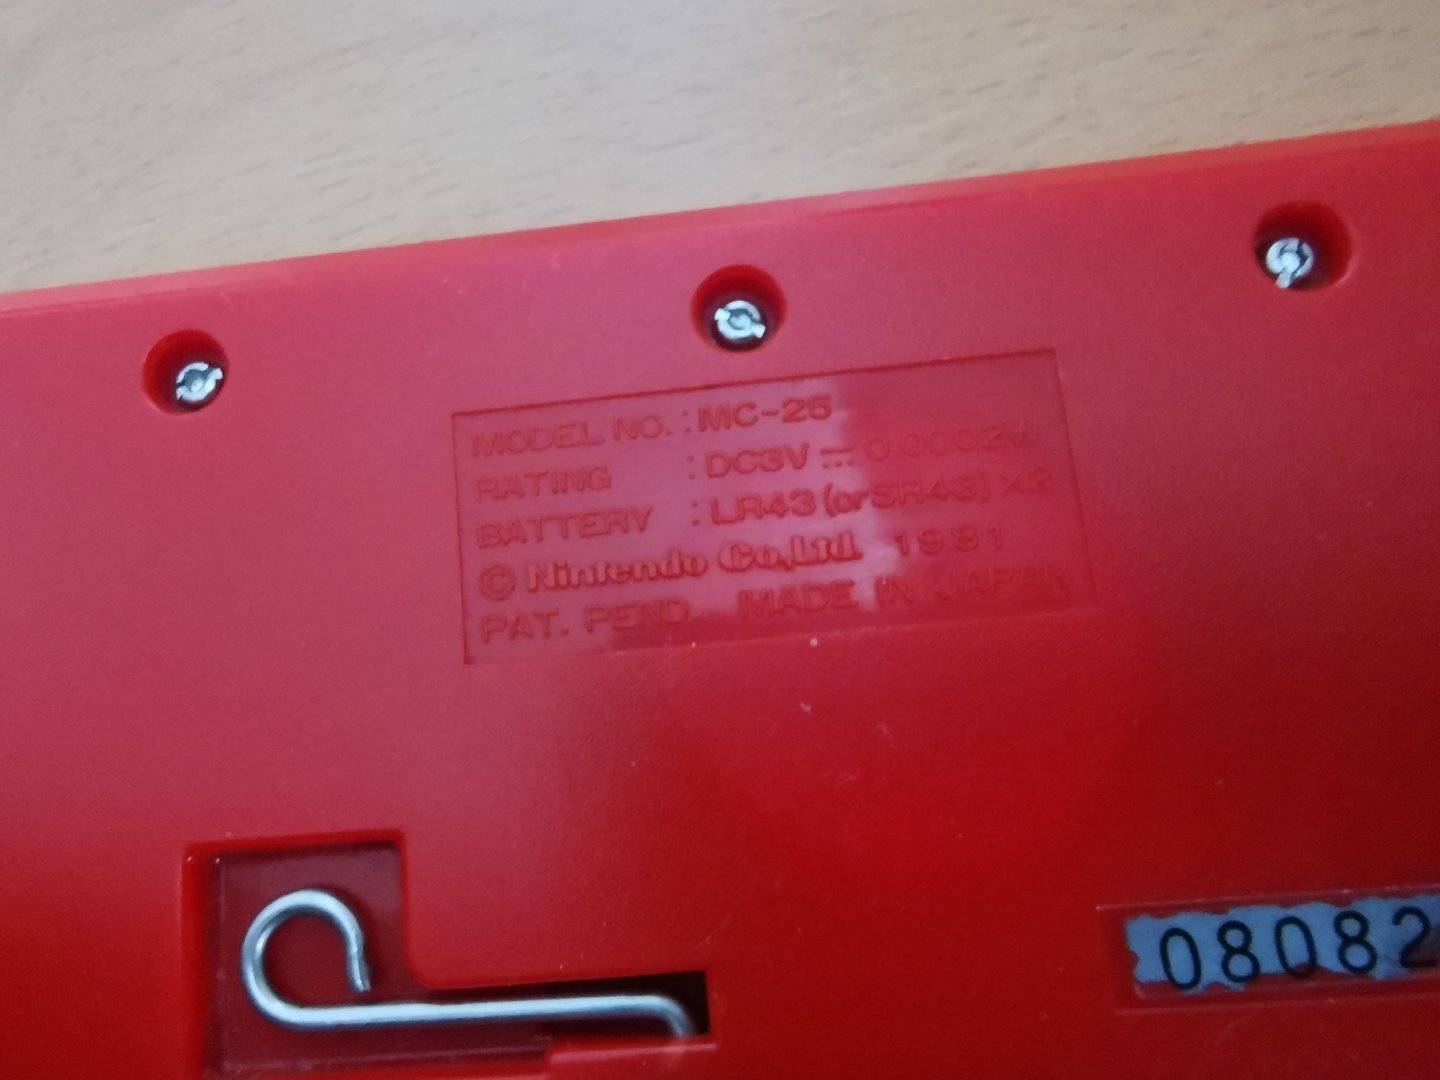 MODEL NO. : MC-25
RATING : DC3V ⎓ 0.0002W
BATTERY : LR43 (or SR43) X2
© Nintendo Co., Ltd. 1981
PAT. PEND. MADE IN JAPAN
08082